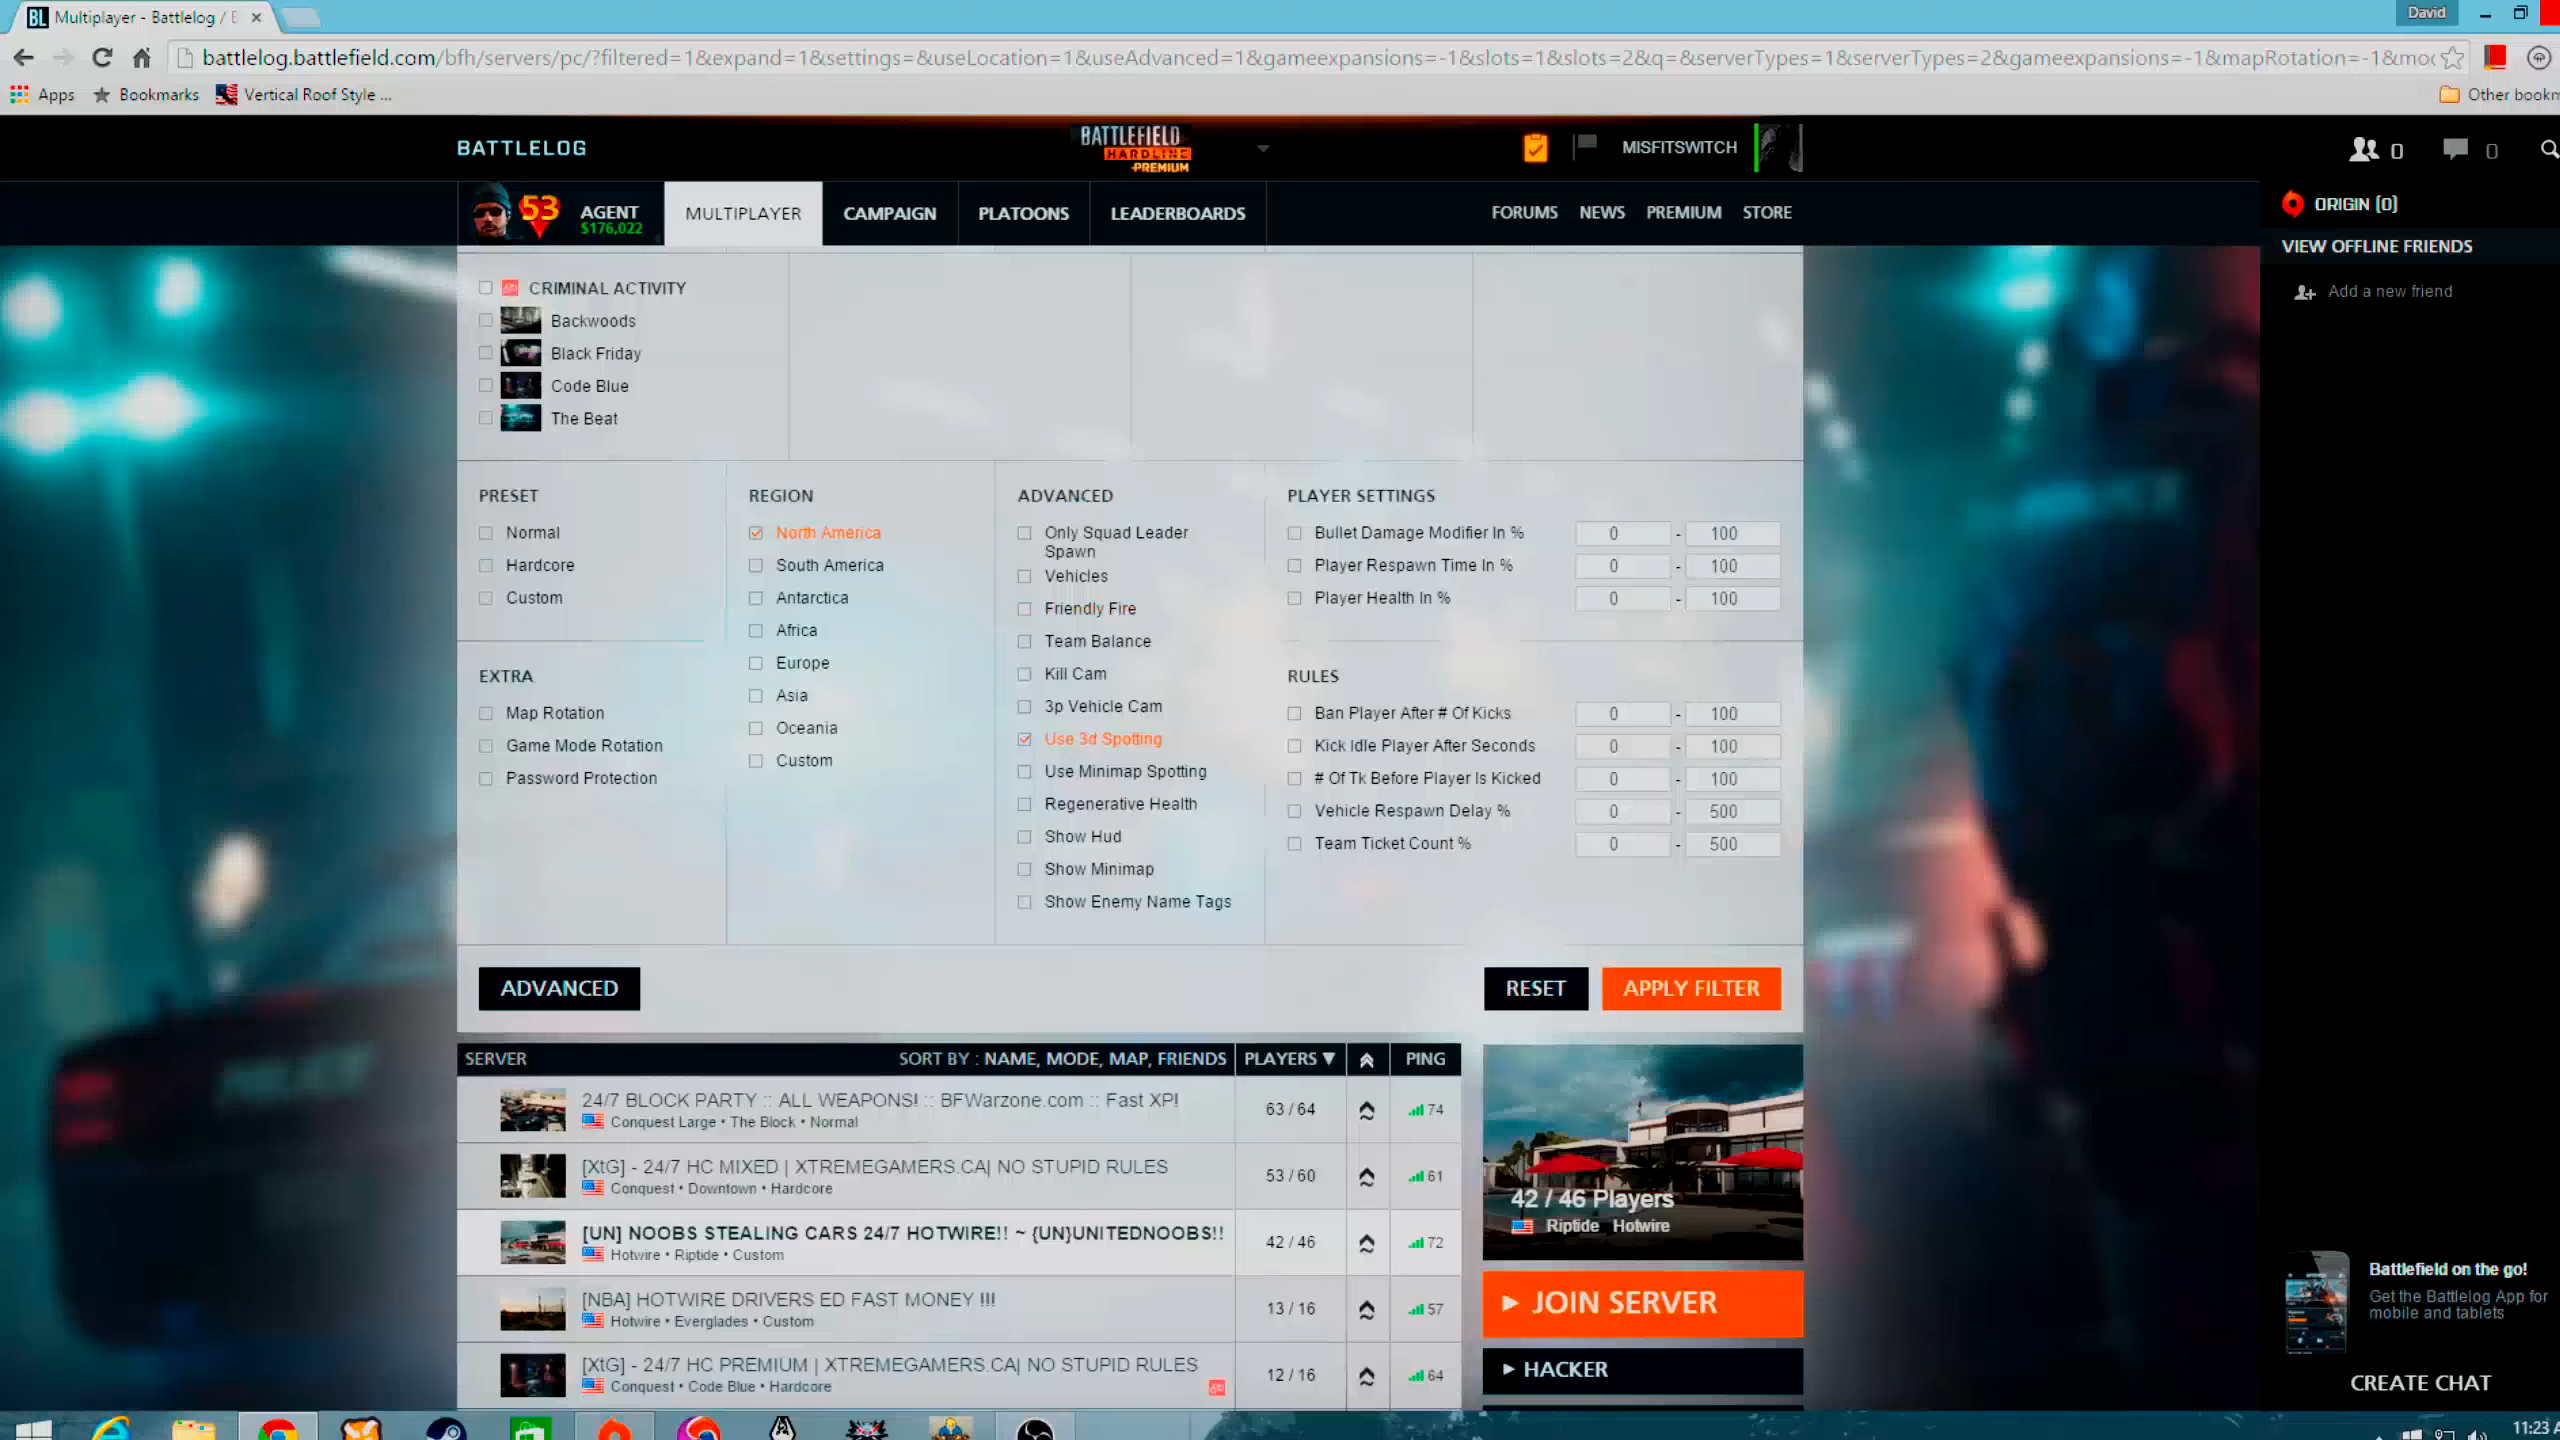 Multiplayer - Battlelog /
David
battlelog.battlefield.com/bfh/servers/pc/?filtered=1&expand=1&settings=&useLocation=1&useAdvanced=1&gameexpansions=-1&slots=1&slots=2&q=&serverTypes=1&serverTypes=2&gameexpansions=-1&mapRotation=-1&mo
Apps Bookmarks Vertical Roof Style ...
Other bookm
BATTLELOG
BATTLEFIELD
HARDLINE
PREMIUM
MISFITSWITCH
0 0
53 AGENT
$176,022
MULTIPLAYER CAMPAIGN PLATOONS LEADERBOARDS
FORUMS NEWS PREMIUM STORE
ORIGIN (0)
VIEW OFFLINE FRIENDS
Add a new friend
CRIMINAL ACTIVITY
Backwoods
Black Friday
Code Blue
The Beat
PRESET
Normal
Hardcore
Custom
EXTRA
Map Rotation
Game Mode Rotation
Password Protection
REGION
North America
South America
Antarctica
Africa
Europe
Asia
Oceania
Custom
ADVANCED
Only Squad Leader
Spawn
Vehicles
Friendly Fire
Team Balance
Kill Cam
3p Vehicle Cam
Use 3d Spotting
Use Minimap Spotting
Regenerative Health
Show Hud
Show Minimap
Show Enemy Name Tags
PLAYER SETTINGS
Bullet Damage Modifier In % 0 - 100
Player Respawn Time In % 0 - 100
Player Health In % 0 - 100
RULES
Ban Player After # Of Kicks 0 - 100
Kick Idle Player After Seconds 0 - 100
# Of Tk Before Player Is Kicked 0 - 100
Vehicle Respawn Delay % 0 - 500
Team Ticket Count % 0 - 500
ADVANCED
RESET APPLY FILTER
SERVER SORT BY : NAME, MODE, MAP, FRIENDS PLAYERS ▼ PING
24/7 BLOCK PARTY :: ALL WEAPONS! :: BFWarzone.com :: Fast XP!
Conquest Large • The Block • Normal
63 / 64 74
[XtG] - 24/7 HC MIXED | XTREMEGAMERS.CA| NO STUPID RULES
Conquest • Downtown • Hardcore
53 / 60 61
[UN] NOOBS STEALING CARS 24/7 HOTWIRE!! ~ {UN}UNITEDNOOBS!!
Hotwire • Riptide • Custom
42 / 46 72
[NBA] HOTWIRE DRIVERS ED FAST MONEY !!!
Hotwire • Everglades • Custom
13 / 16 57
[XtG] - 24/7 HC PREMIUM | XTREMEGAMERS.CA| NO STUPID RULES
Conquest • Code Blue • Hardcore
12 / 16 64
42 / 46 Players
Riptide Hotwire
JOIN SERVER
HACKER
Battlefield on the go!
Get the Battlelog App for
mobile and tablets
CREATE CHAT
11:23